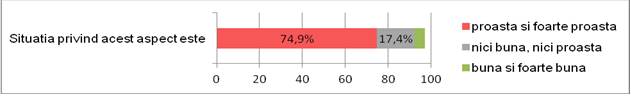 Situatia privind acest aspect este
74,9%
17,4%
0
20
40
60
80
100
proasta si foarte proasta
nici buna, nici proasta
buna si foarte buna